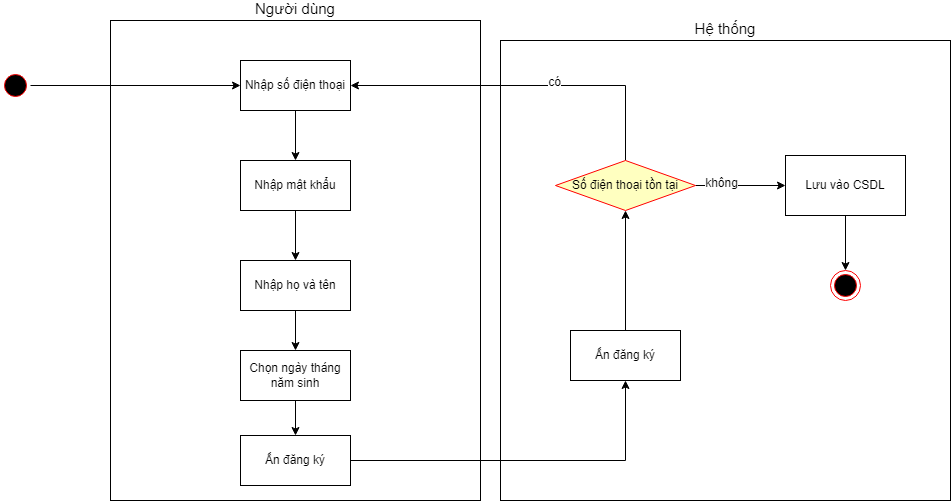 Người dùng
Hệ thống
Nhập số điện thoại
có
Nhập mật khẩu
Số điện thoại tồn tại
không
Lưu vào CSDL
Nhập họ và tên
Chọn ngày tháng
năm sinh
Ấn đăng ký
Ấn đăng ký